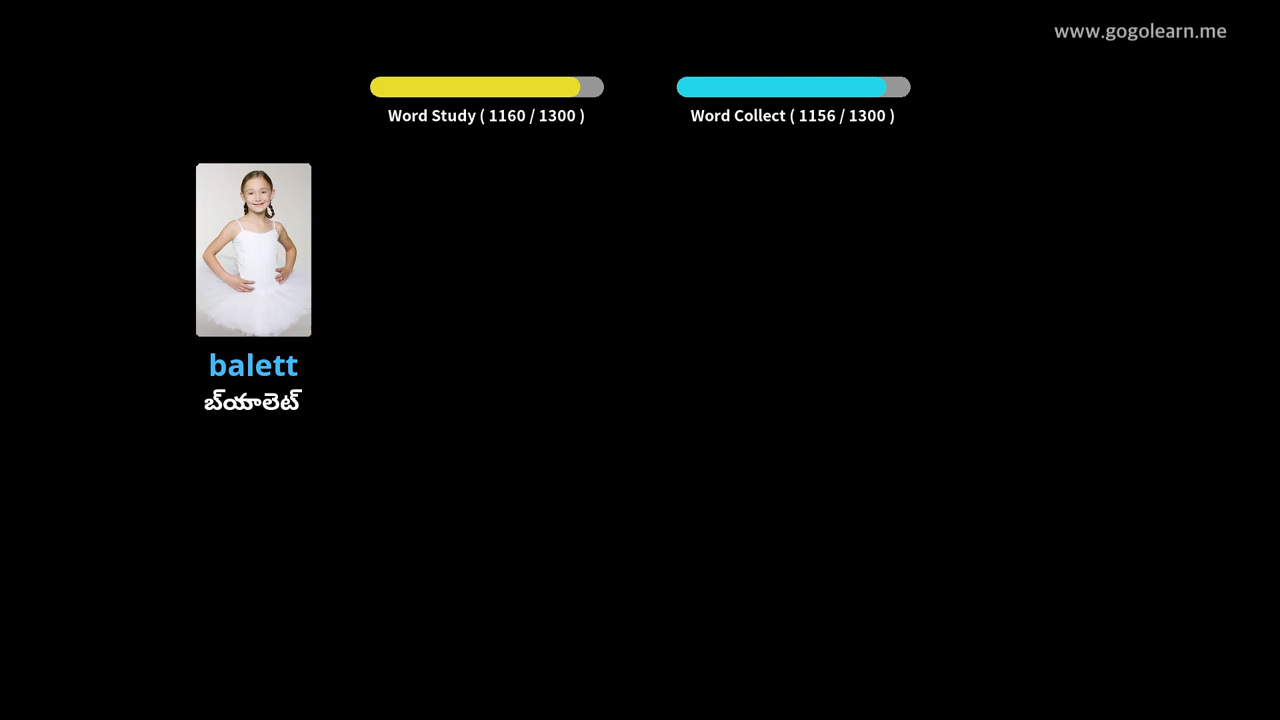 www.gogolearn.me
Word Study ( 1160 / 1300 )
Word Collect ( 1156 / 1300 )
balett
బ్యాలెట్